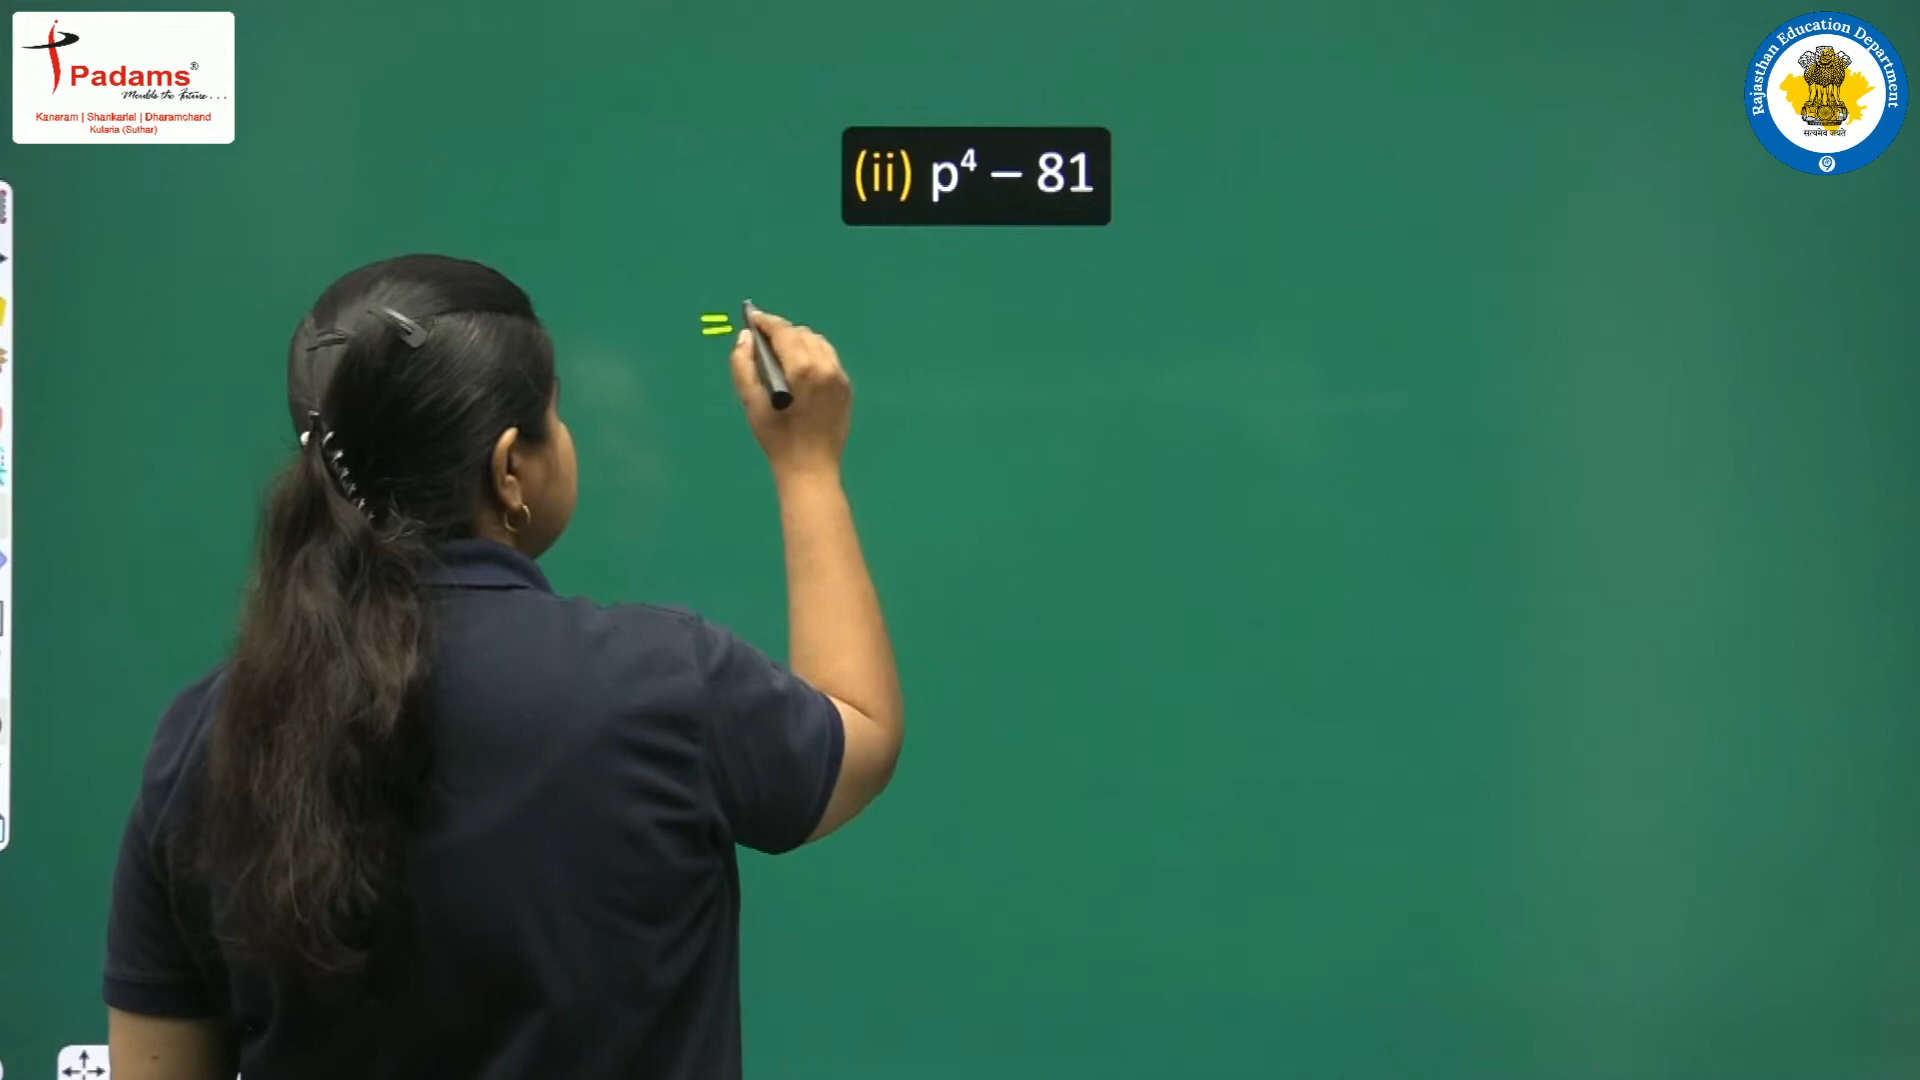 Padams®
Moulds the Future...
Kanaram | Shankarlal | Dharamchand
Kularia (Suthar)
Rajasthan Education Department
सत्यमेव जयते
(ii) p⁴ – 81
=